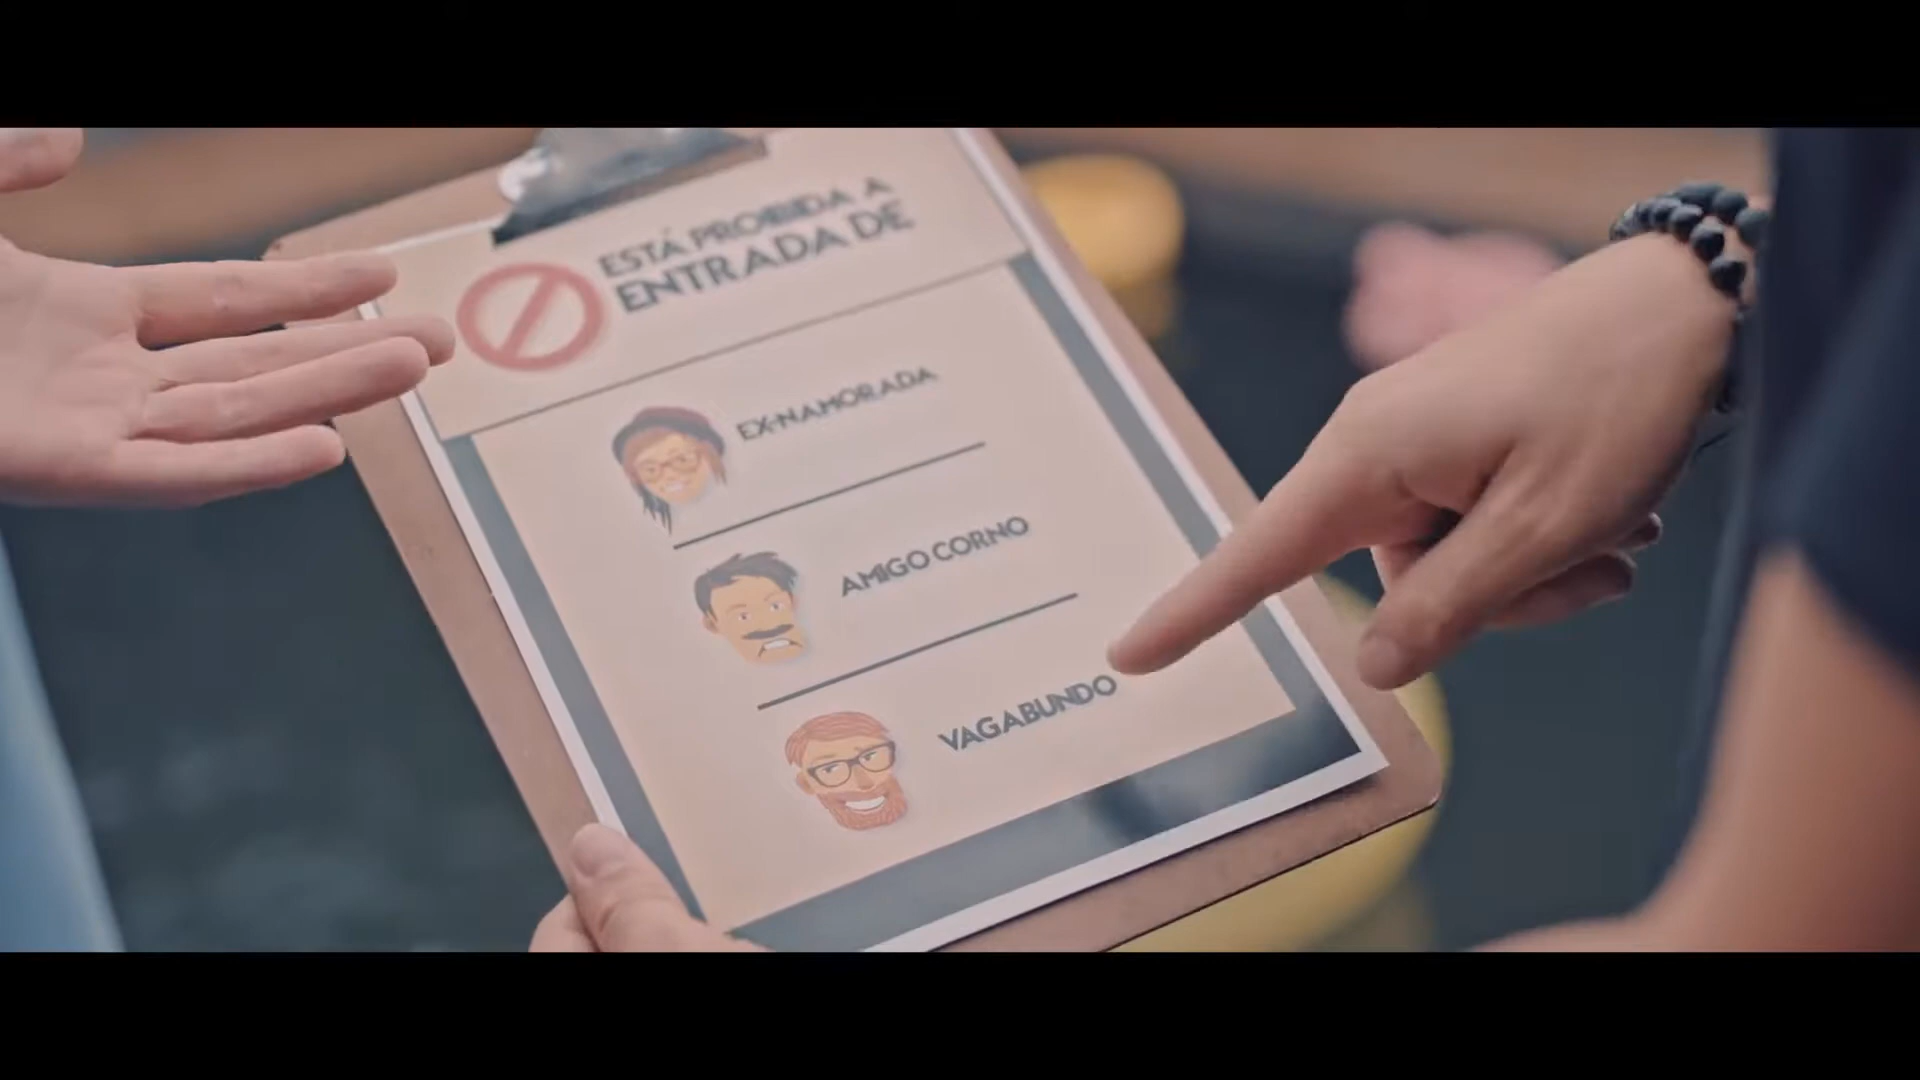 ESTÁ PROIBIDA A
ENTRADA DE
EX-NAMORADA
AMIGO CORNO
VAGABUNDO